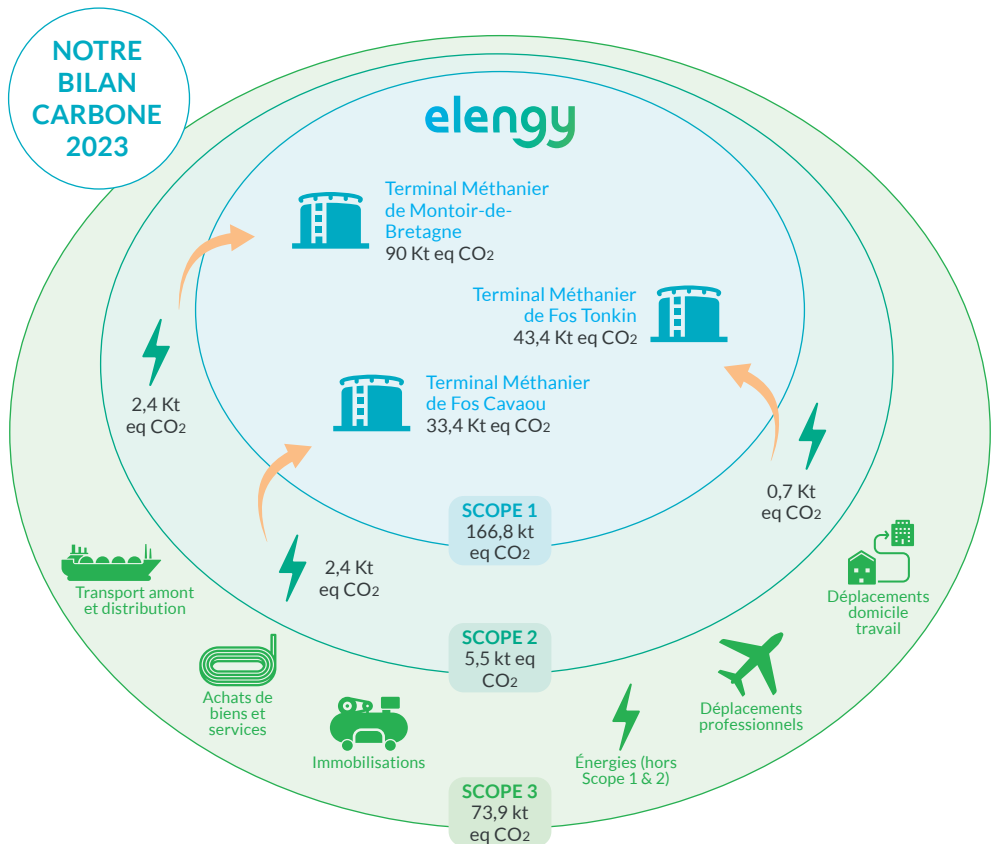 NOTRE
BILAN
CARBONE
2023
elengy
Terminal Méthanier
de Montoir-de-
Bretagne
90 Kt eq CO2
Terminal Méthanier
de Fos Tonkin
43,4 Kt eq CO2
Terminal Méthanier
de Fos Cavaou
33,4 Kt eq CO2
2,4 Kt
eq CO2
0,7 Kt
eq CO2
SCOPE 1
166,8 kt
eq CO2
2,4 Kt
eq CO2
Transport amont
et distribution
Déplacements
domicile
travail
SCOPE 2
5,5 kt eq
CO2
Achats de
biens et
services
Déplacements
professionnels
Immobilisations
Énergies (hors
Scope 1 & 2)
SCOPE 3
73,9 kt
eq CO2